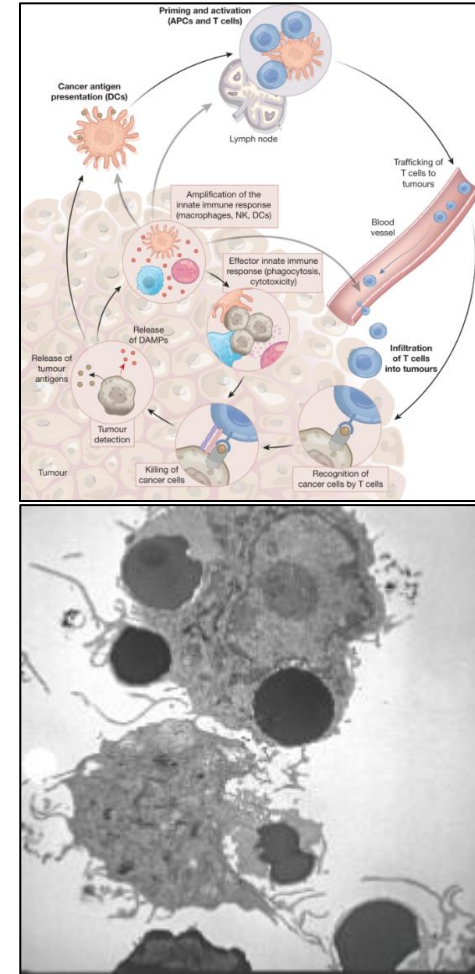 Priming and activation
(APCs and T cells)
Cancer antigen
presentation (DCs)
Lymph node
Trafficking of
T cells to
tumours
Amplification of the
innate immune response
(macrophages, NK, DCs)
Blood
vessel
Effector innate immune
response (phagocytosis,
cytotoxicity)
Release of
DAMPs
Infiltration
of T cells
into tumours
Release of
tumour
antigens
Tumour
detection
Tumour
Killing of
cancer cells
Recognition of
cancer cells by T cells